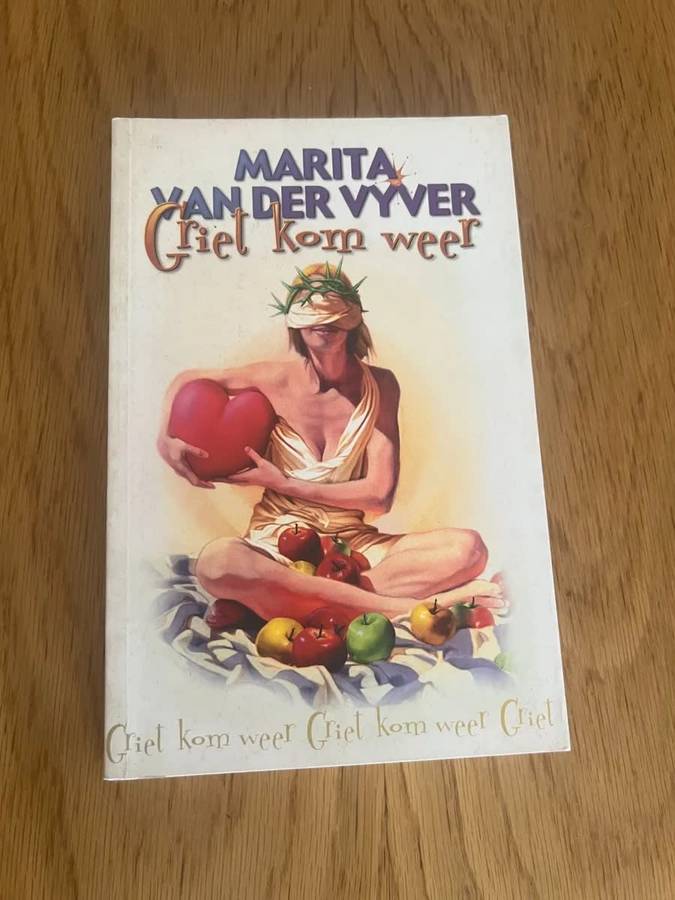 MARITA
VAN DER VYVER
Griet kom weer
Griet kom weer Griet kom weer Griet